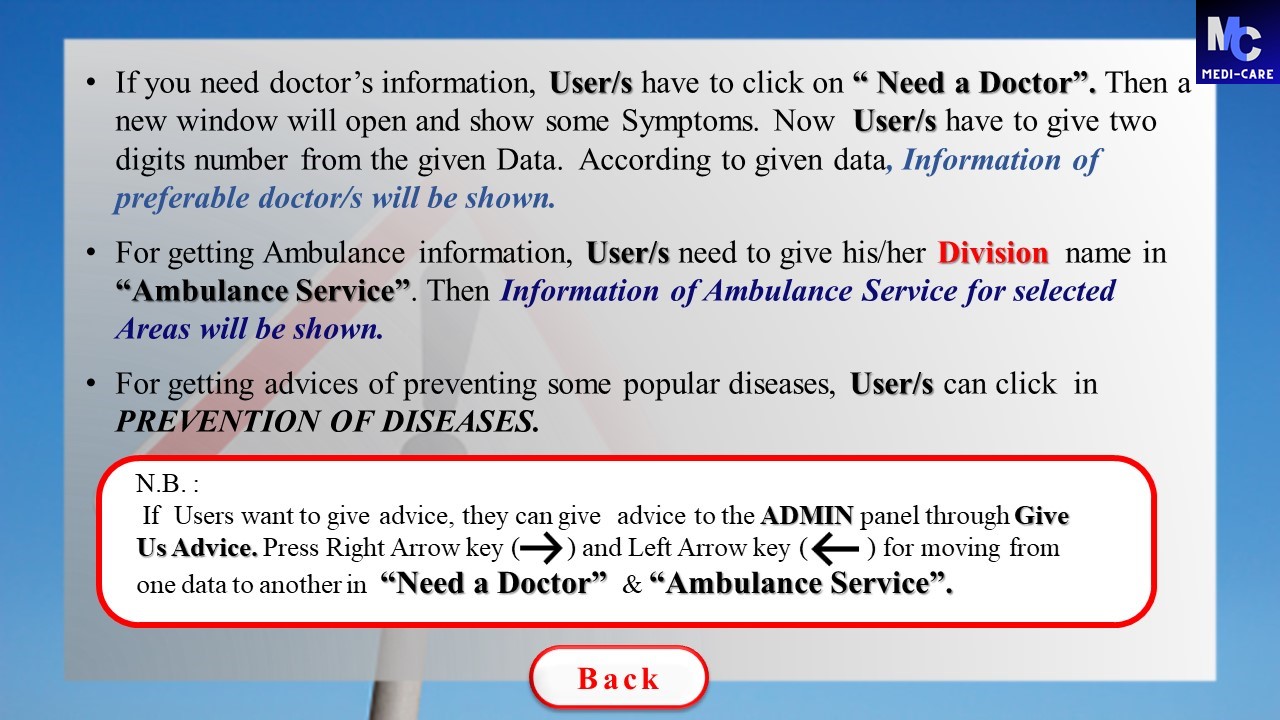 MC
MEDI-CARE
• If you need doctor’s information, User/s have to click on “ Need a Doctor”. Then a
new window will open and show some Symptoms. Now User/s have to give two
digits number from the given Data. According to given data, Information of
preferable doctor/s will be shown.
• For getting Ambulance information, User/s need to give his/her Division name in
“Ambulance Service”. Then Information of Ambulance Service for selected
Areas will be shown.
• For getting advices of preventing some popular diseases, User/s can click in
PREVENTION OF DISEASES.
N.B. :
If Users want to give advice, they can give advice to the ADMIN panel through Give
Us Advice. Press Right Arrow key (→) and Left Arrow key (←) for moving from
one data to another in “Need a Doctor” & “Ambulance Service”.
Back